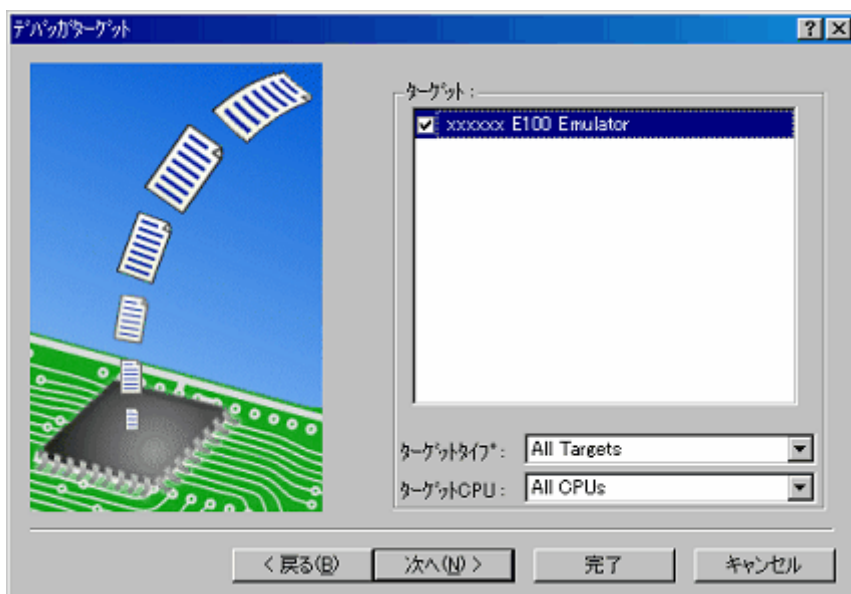 デバッガターゲット
ターゲット:
xxxxxx E100 Emulator
ターゲットタイプ:
All Targets
ターゲットCPU:
All CPUs
< 戻る(B)
次へ(N) >
完了
キャンセル